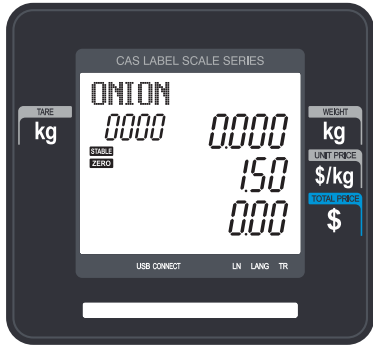 CAS LABEL SCALE SERIES
ONION
TARE
kg
0000
0.000
WEIGHT
kg
STABLE
ZERO
1.50
UNIT PRICE
$/kg
0.00
TOTAL PRICE
$
USB CONNECT LN LANG TR